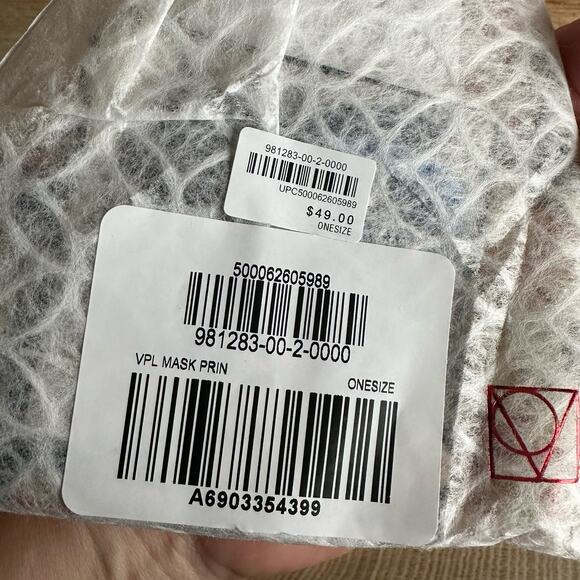 981283-00-2-0000
UPC500062605989
$49.00
ONESIZE
500062605989
981283-00-2-0000
VPL MASK PRIN
ONESIZE
A6903354399